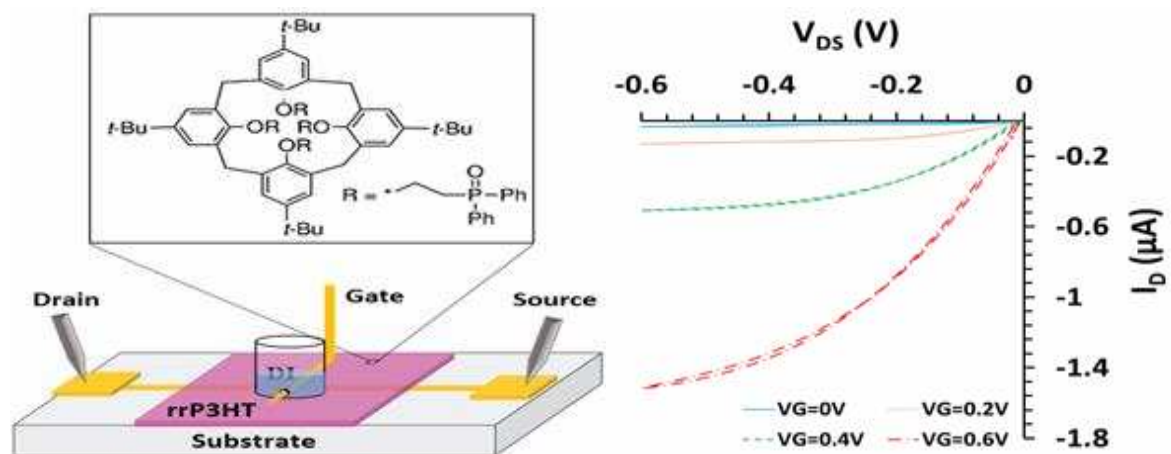 t-Bu
t-Bu
OR
OR
RO
OR
t-Bu
t-Bu
R =
O
P
Ph
Ph
Drain
Gate
Source
DI
rrP3HT
Substrate
V_DS (V)
-0.6 -0.4 -0.2 0
-0.2
-0.6
-1
-1.4
-1.8
I_D (µA)
VG=0V VG=0.2V
VG=0.4V VG=0.6V